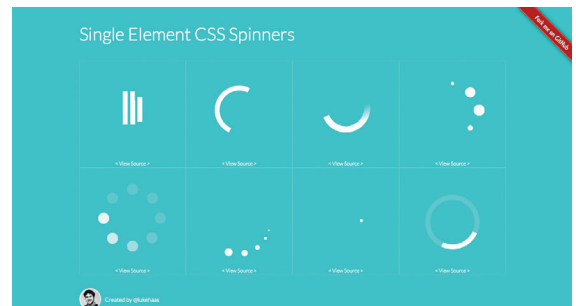 Single Element CSS Spinners
Fork me on GitHub
• View Source •
• View Source •
• View Source •
• View Source •
• View Source •
• View Source •
• View Source •
• View Source •
Created by @lukehaas